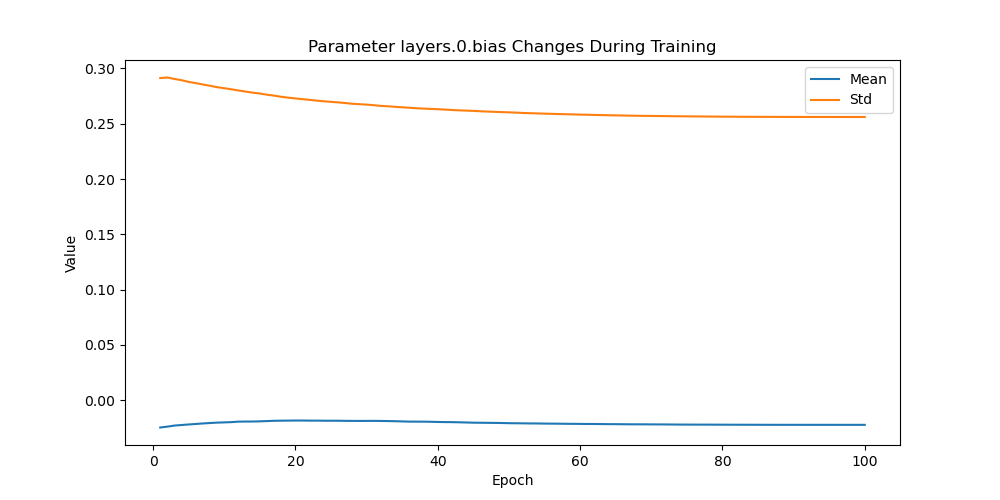 Parameter layers.0.bias Changes During Training
Mean
Std
0.30
0.25
0.20
0.15
0.10
0.05
0.00
Value
0
20
40
60
80
100
Epoch